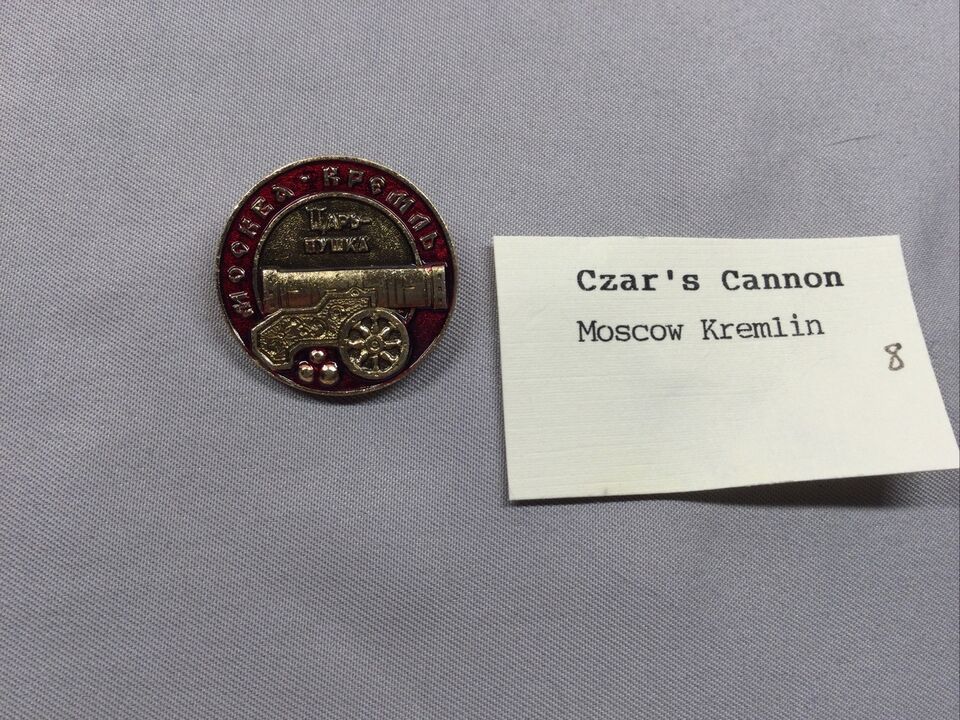 МОСКВА • КРЕМЛЬ
ЦАРЬ-
ПУШКА
Czar's Cannon
Moscow Kremlin
8